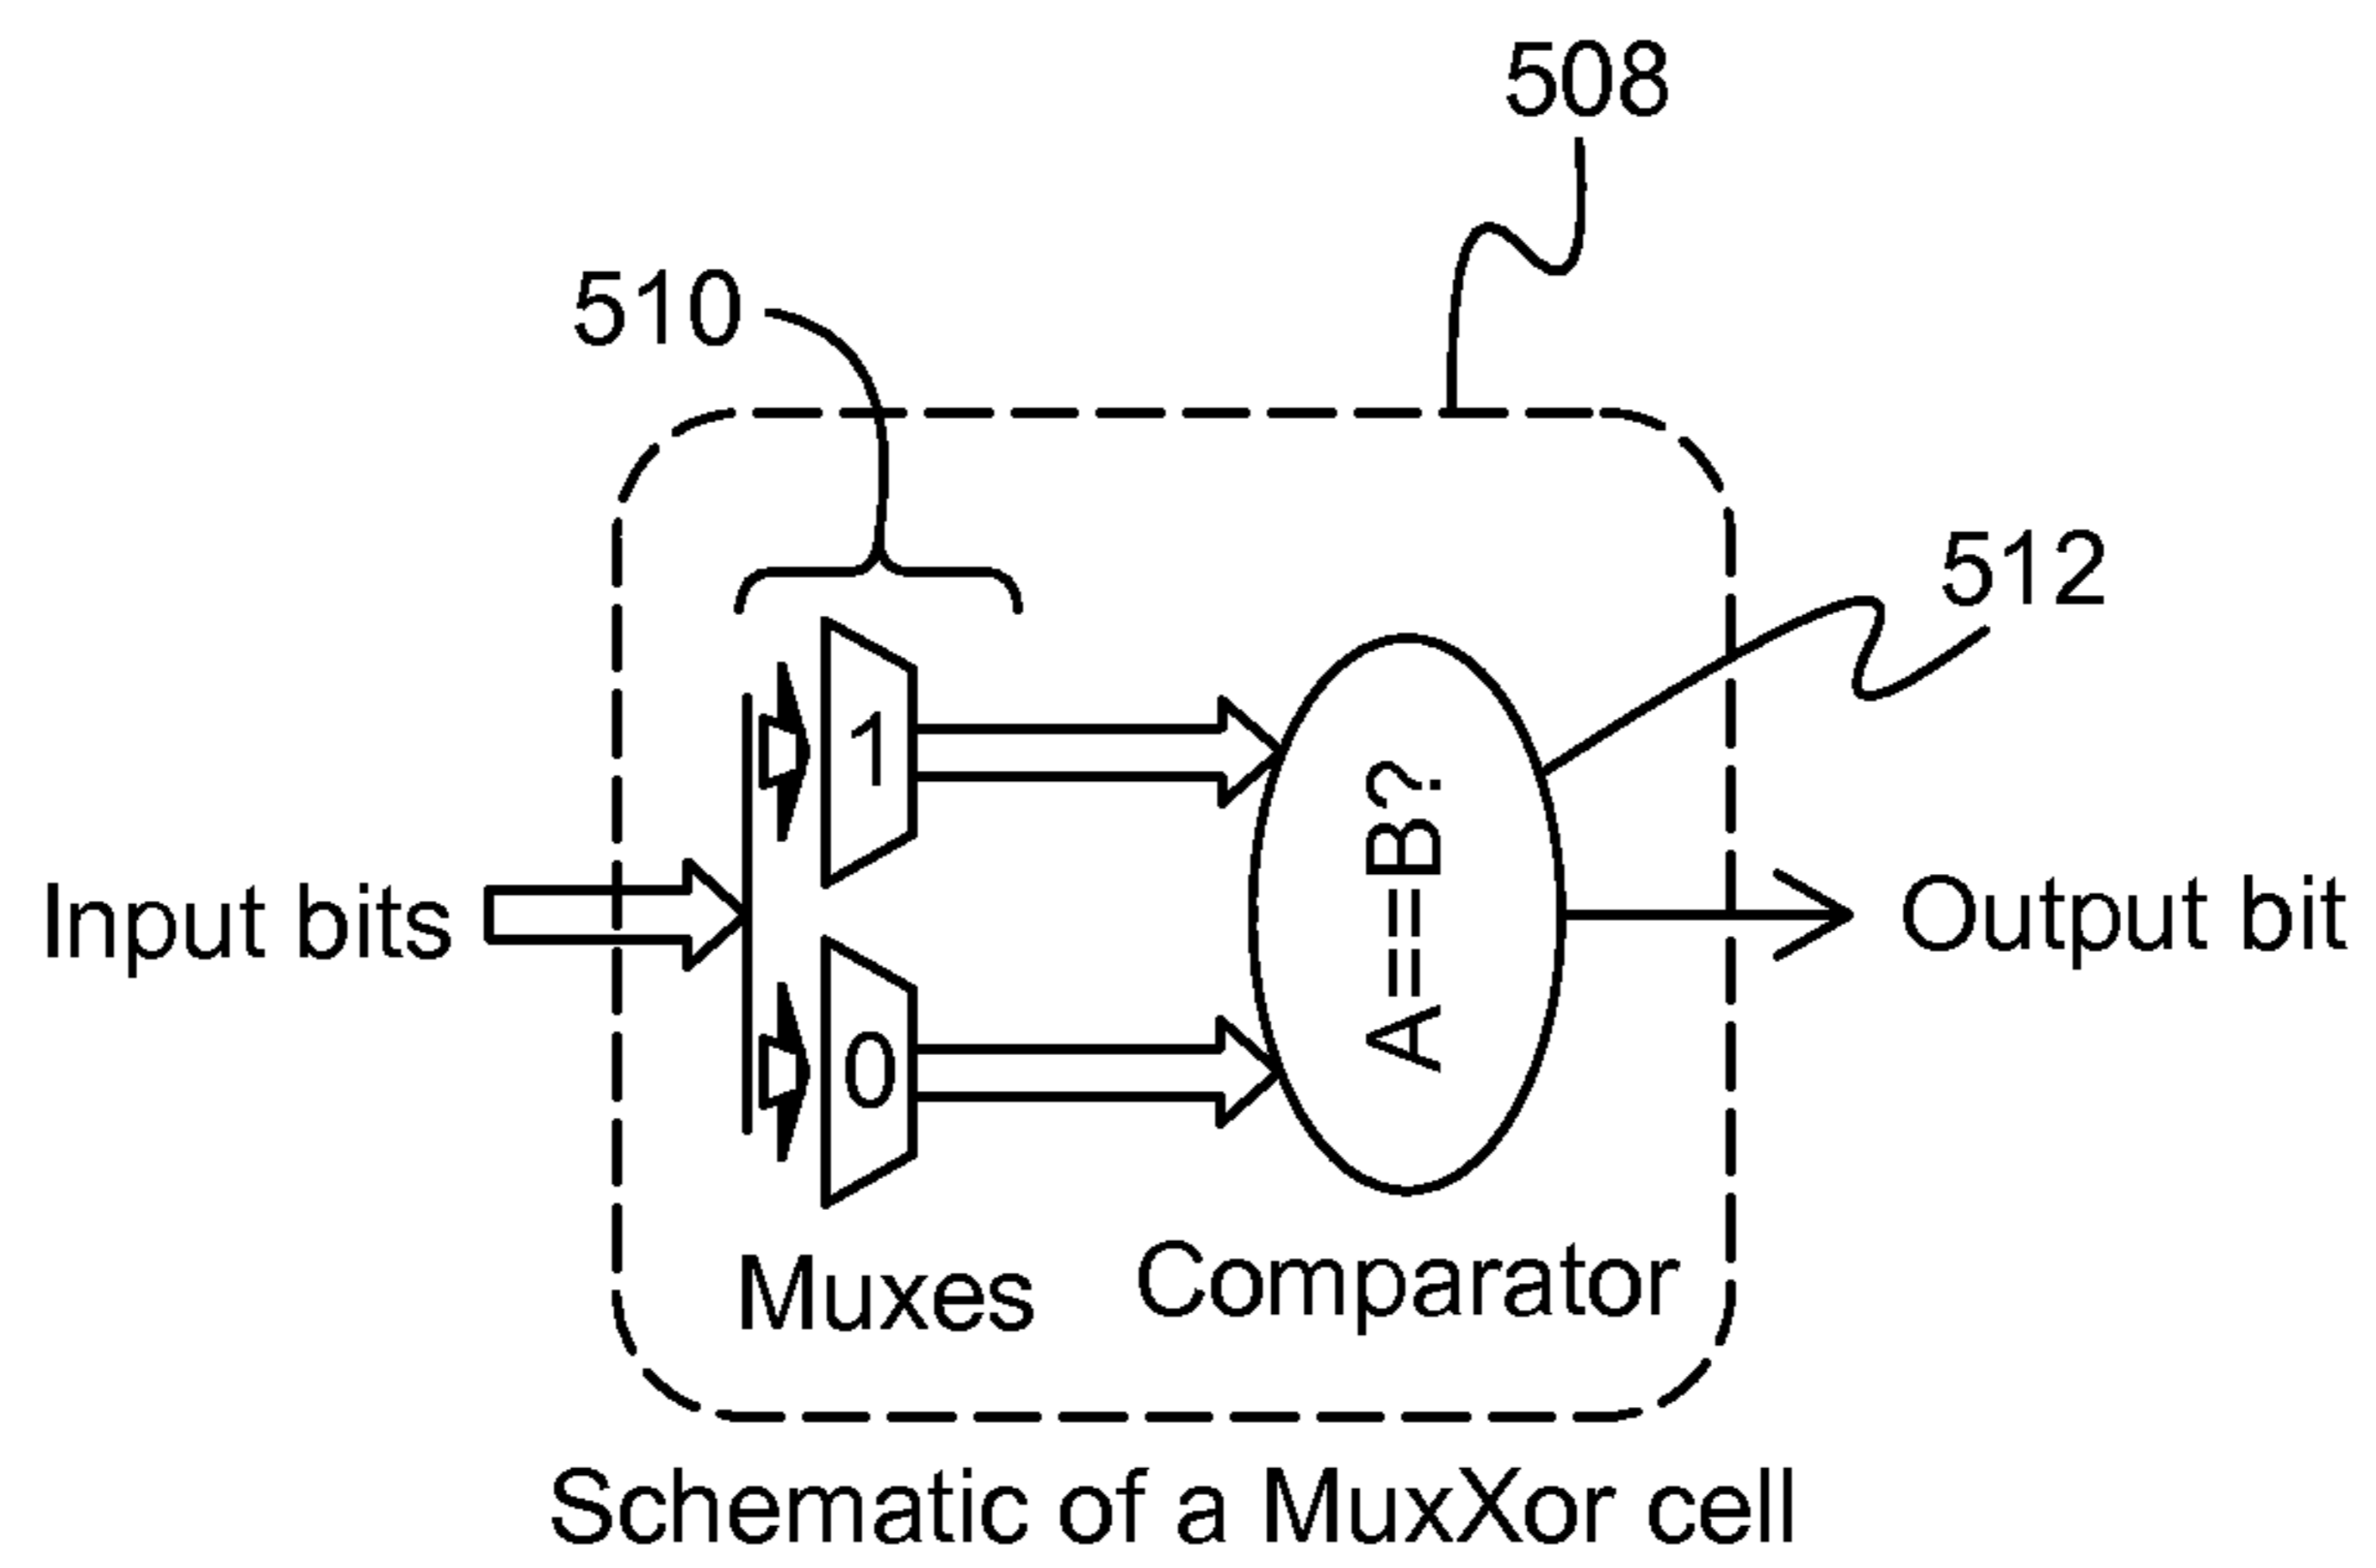 508
510
512
1
A==B?
Input bits
Output bit
0
Muxes
Comparator
Schematic of a MuxXor cell